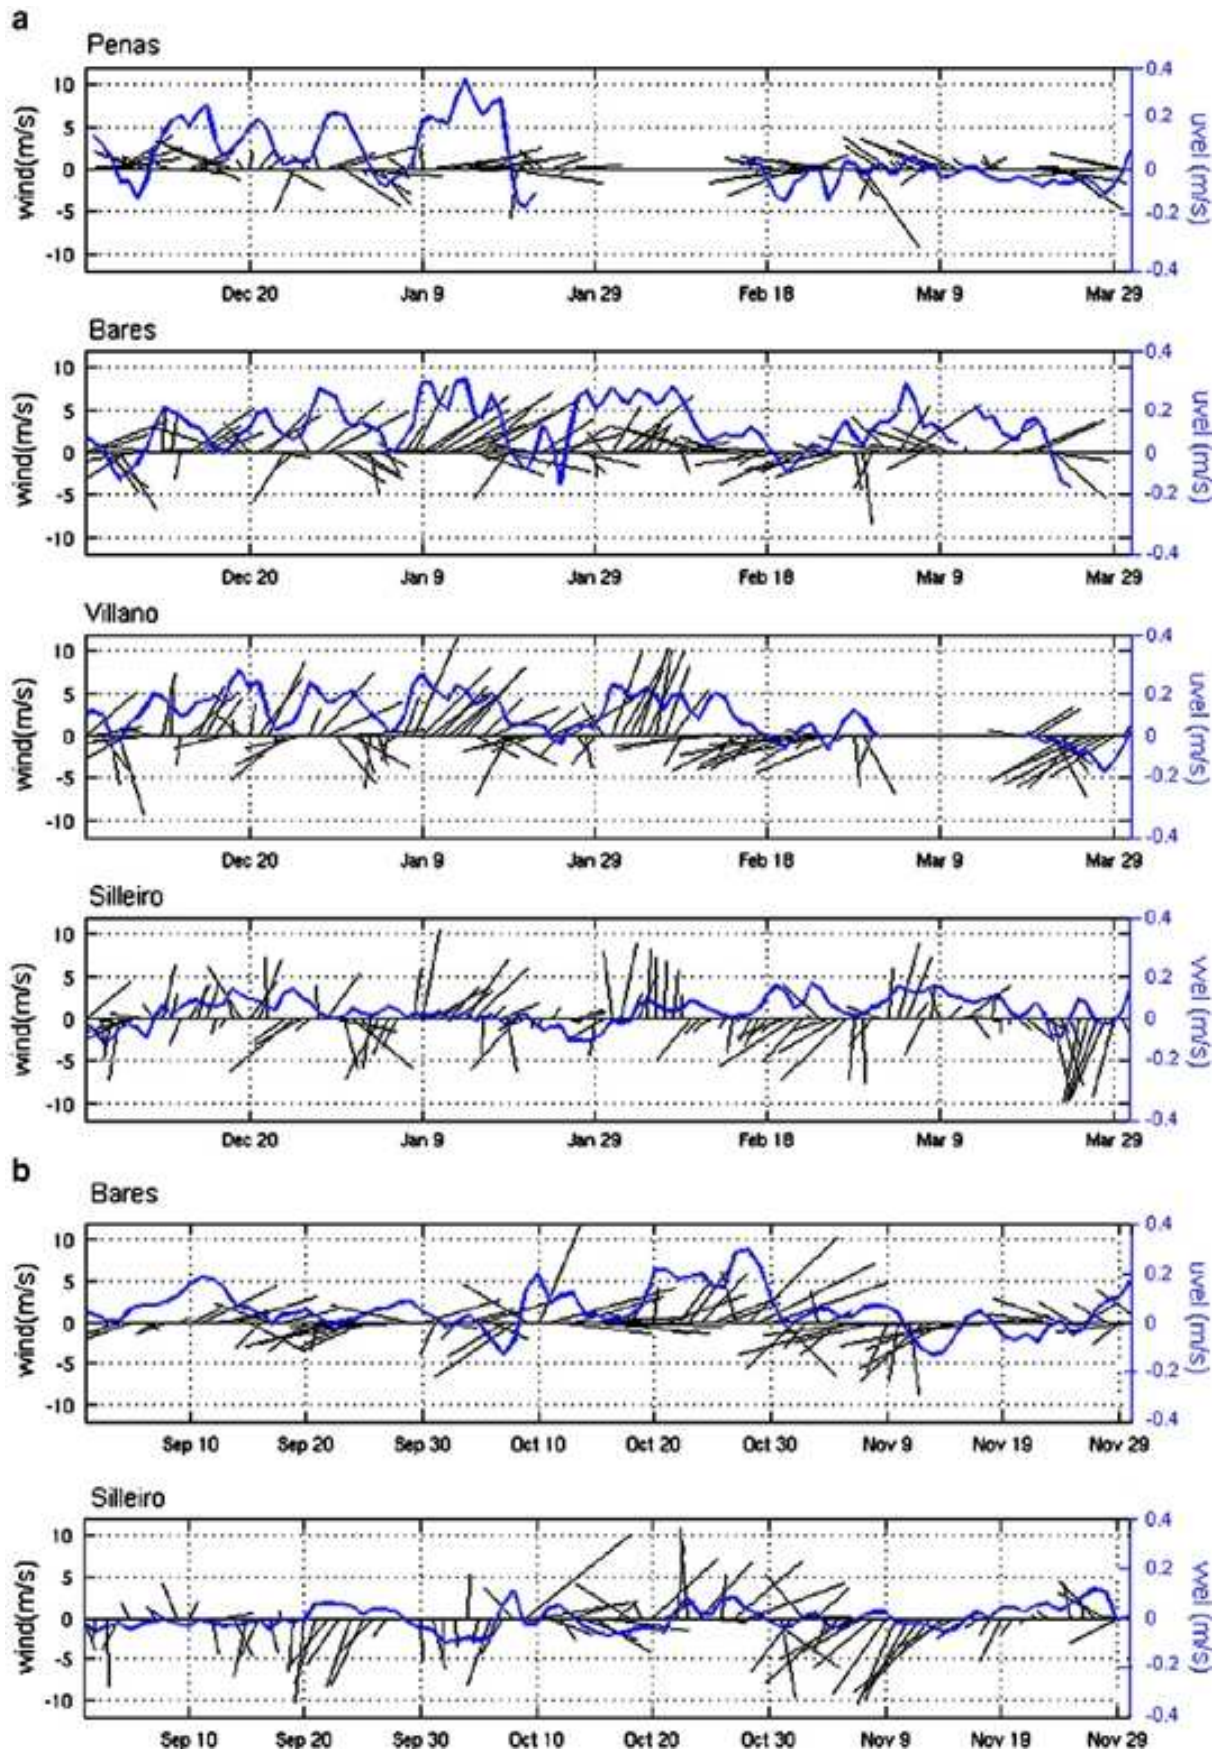 a
Penas
10 0.4
5 0.2
0 0
-5 -0.2
-10 -0.4
wind(m/s)
uvel (m/s)
Dec 20 Jan 9 Jan 29 Feb 18 Mar 9 Mar 29
Bares
10 0.4
5 0.2
0 0
-5 -0.2
-10 -0.4
wind(m/s)
uvel (m/s)
Dec 20 Jan 9 Jan 29 Feb 18 Mar 9 Mar 29
Villano
10 0.4
5 0.2
0 0
-5 -0.2
-10 -0.4
wind(m/s)
uvel (m/s)
Dec 20 Jan 9 Jan 29 Feb 18 Mar 9 Mar 29
Silleiro
10 0.4
5 0.2
0 0
-5 -0.2
-10 -0.4
wind(m/s)
vvel (m/s)
Dec 20 Jan 9 Jan 29 Feb 18 Mar 9 Mar 29
b
Bares
10 0.4
5 0.2
0 0
-5 -0.2
-10 -0.4
wind(m/s)
uvel (m/s)
Sep 10 Sep 20 Sep 30 Oct 10 Oct 20 Oct 30 Nov 9 Nov 19 Nov 29
Silleiro
10 0.4
5 0.2
0 0
-5 -0.2
-10 -0.4
wind(m/s)
vvel (m/s)
Sep 10 Sep 20 Sep 30 Oct 10 Oct 20 Oct 30 Nov 9 Nov 19 Nov 29